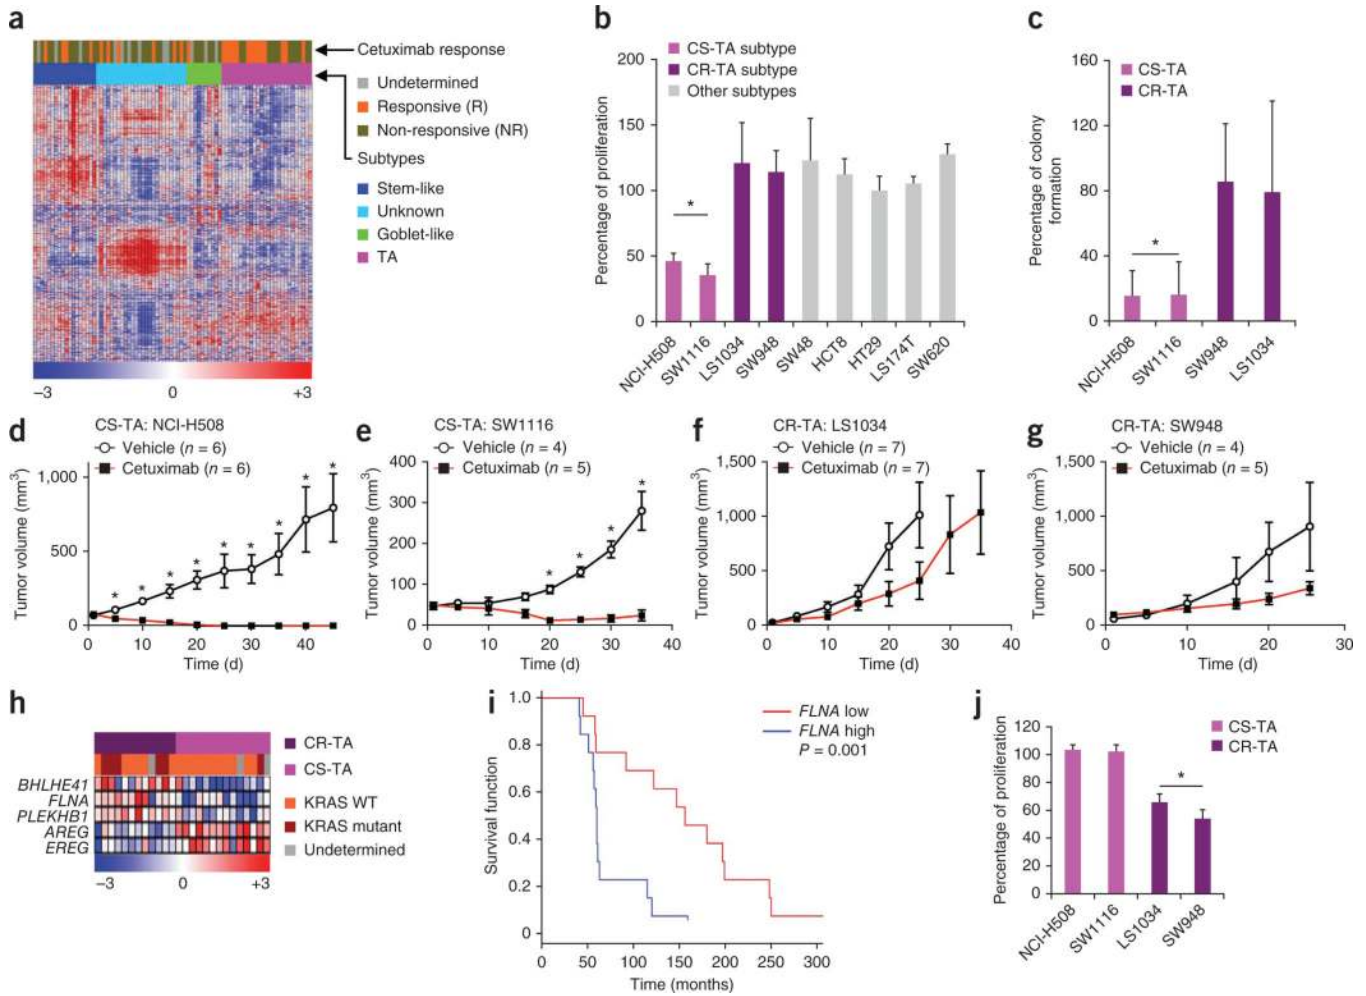 a
Cetuximab response
Undetermined
Responsive (R)
Non-responsive (NR)
Subtypes
Stem-like
Unknown
Goblet-like
TA
−3 0 +3
b
CS-TA subtype
CR-TA subtype
Other subtypes
Percentage of proliferation
200
150
100
50
0
*
NCI-H508
SW1116
LS1034
SW948
SW48
HCT8
HT29
LS174T
SW620
c
CS-TA
CR-TA
Percentage of colony
formation
160
120
80
40
0
*
NCI-H508
SW1116
SW948
LS1034
d
CS-TA: NCI-H508
Vehicle (n = 6)
Cetuximab (n = 6)
Tumor volume (mm³)
1,000
500
0
* * * * * * * * *
0 10 20 30 40
Time (d)
e
CS-TA: SW1116
Vehicle (n = 4)
Cetuximab (n = 5)
Tumor volume (mm³)
400
300
200
100
0
* * * *
0 10 20 30 40
Time (d)
f
CR-TA: LS1034
Vehicle (n = 7)
Cetuximab (n = 7)
Tumor volume (mm³)
1,500
1,000
500
0
0 10 20 30 40
Time (d)
g
CR-TA: SW948
Vehicle (n = 4)
Cetuximab (n = 5)
Tumor volume (mm³)
1,500
1,000
500
0
0 10 20 30
Time (d)
h
CR-TA
CS-TA
KRAS WT
KRAS mutant
Undetermined
BHLHE41
FLNA
PLEKHB1
AREG
EREG
−3 0 +3
i
FLNA low
FLNA high
P = 0.001
Survival function
1.0
0.8
0.6
0.4
0.2
0
0 50 100 150 200 250 300
Time (months)
j
CS-TA
CR-TA
Percentage of proliferation
120
100
80
60
40
20
0
*
NCI-H508
SW1116
LS1034
SW948